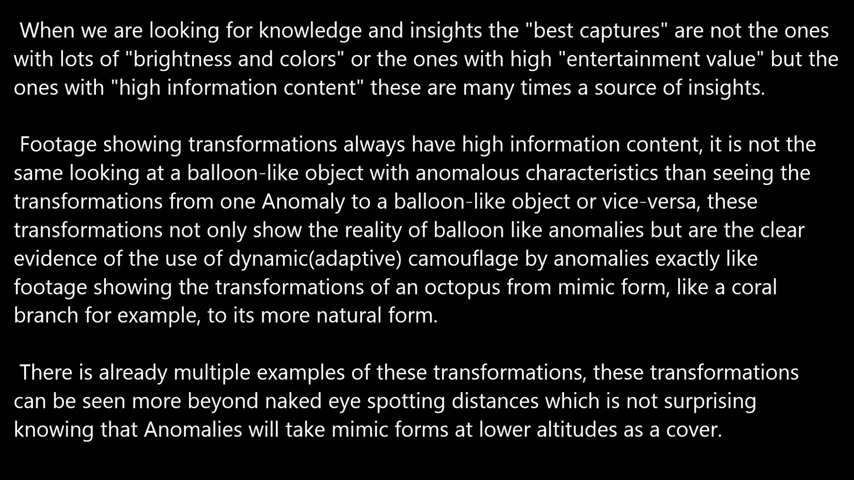 When we are looking for knowledge and insights the "best captures" are not the ones
with lots of "brightness and colors" or the ones with high "entertainment value" but the
ones with "high information content" these are many times a source of insights.
Footage showing transformations always have high information content, it is not the
same looking at a balloon-like object with anomalous characteristics than seeing the
transformations from one Anomaly to a balloon-like object or vice-versa, these
transformations not only show the reality of balloon like anomalies but are the clear
evidence of the use of dynamic(adaptive) camouflage by anomalies exactly like
footage showing the transformations of an octopus from mimic form, like a coral
branch for example, to its more natural form.
There is already multiple examples of these transformations, these transformations
can be seen more beyond naked eye spotting distances which is not surprising
knowing that Anomalies will take mimic forms at lower altitudes as a cover.